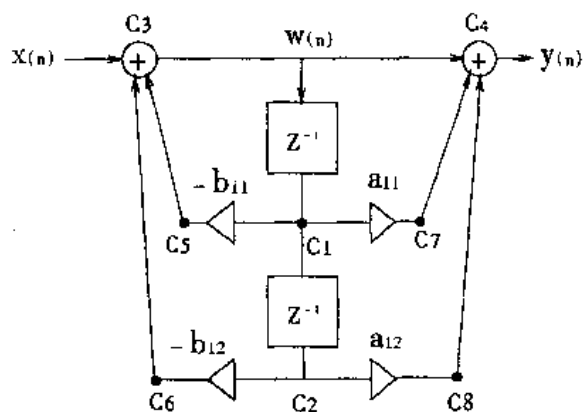 C3
C4
x(n)
+
w(n)
+
y(n)
Z⁻¹
-b11
a11
C5
C1
C7
Z⁻¹
-b12
a12
C6
C2
C8